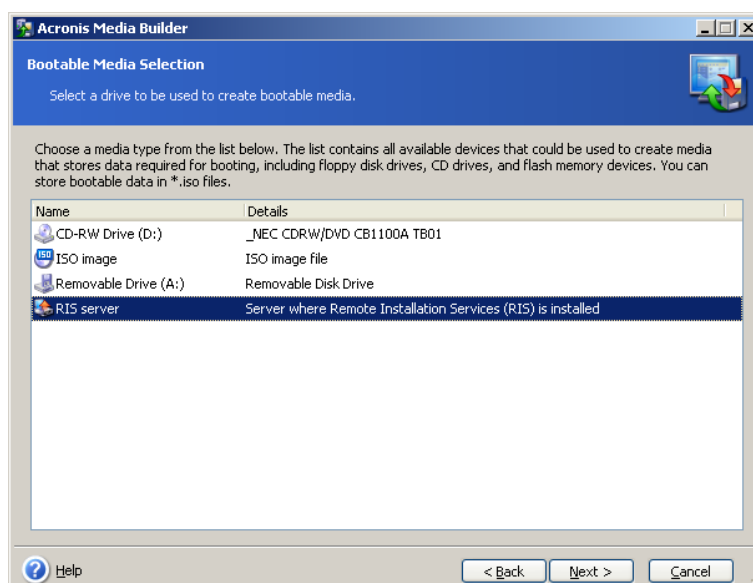 Acronis Media Builder
Bootable Media Selection
Select a drive to be used to create bootable media.
Choose a media type from the list below. The list contains all available devices that could be used to create media
that stores data required for booting, including floppy disk drives, CD drives, and flash memory devices. You can
store bootable data in *.iso files.
Name Details
CD-RW Drive (D:) _NEC CDRW/DVD CB1100A TB01
ISO ISO image ISO image file
Removable Drive (A:) Removable Disk Drive
RIS server Server where Remote Installation Services (RIS) is installed
? Help < Back Next > Cancel